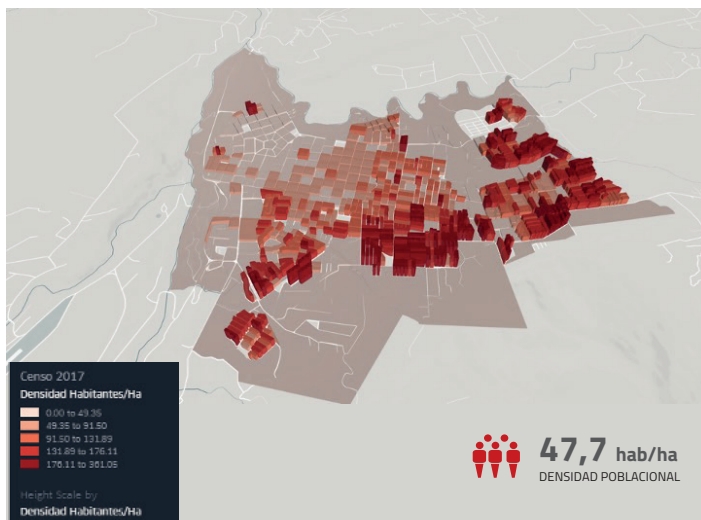 Censo 2017
Densidad Habitantes/Ha
0.00 to 49.35
49.35 to 91.50
91.50 to 131.89
131.89 to 176.11
176.11 to 361.05
Height Scale by
Densidad Habitantes/Ha
47,7 hab/ha
DENSIDAD POBLACIONAL